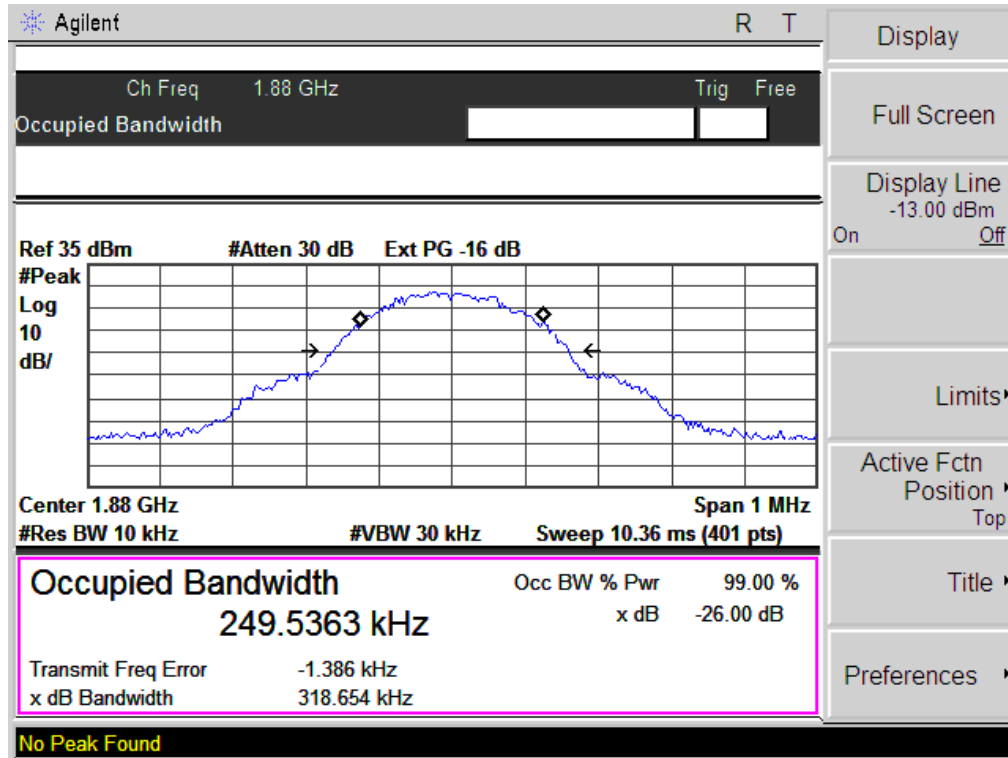 Agilent R T
Display
Ch Freq 1.88 GHz Trig Free
Occupied Bandwidth
Full Screen
Display Line
-13.00 dBm
On Off
Ref 35 dBm #Atten 30 dB Ext PG -16 dB
#Peak
Log
10
dB/
Limits
Active Fctn
Position
Top
Center 1.88 GHz Span 1 MHz
#Res BW 10 kHz #VBW 30 kHz Sweep 10.36 ms (401 pts)
Occupied Bandwidth Occ BW % Pwr 99.00 %
249.5363 kHz x dB -26.00 dB
Title
Transmit Freq Error -1.386 kHz
x dB Bandwidth 318.654 kHz
Preferences
No Peak Found